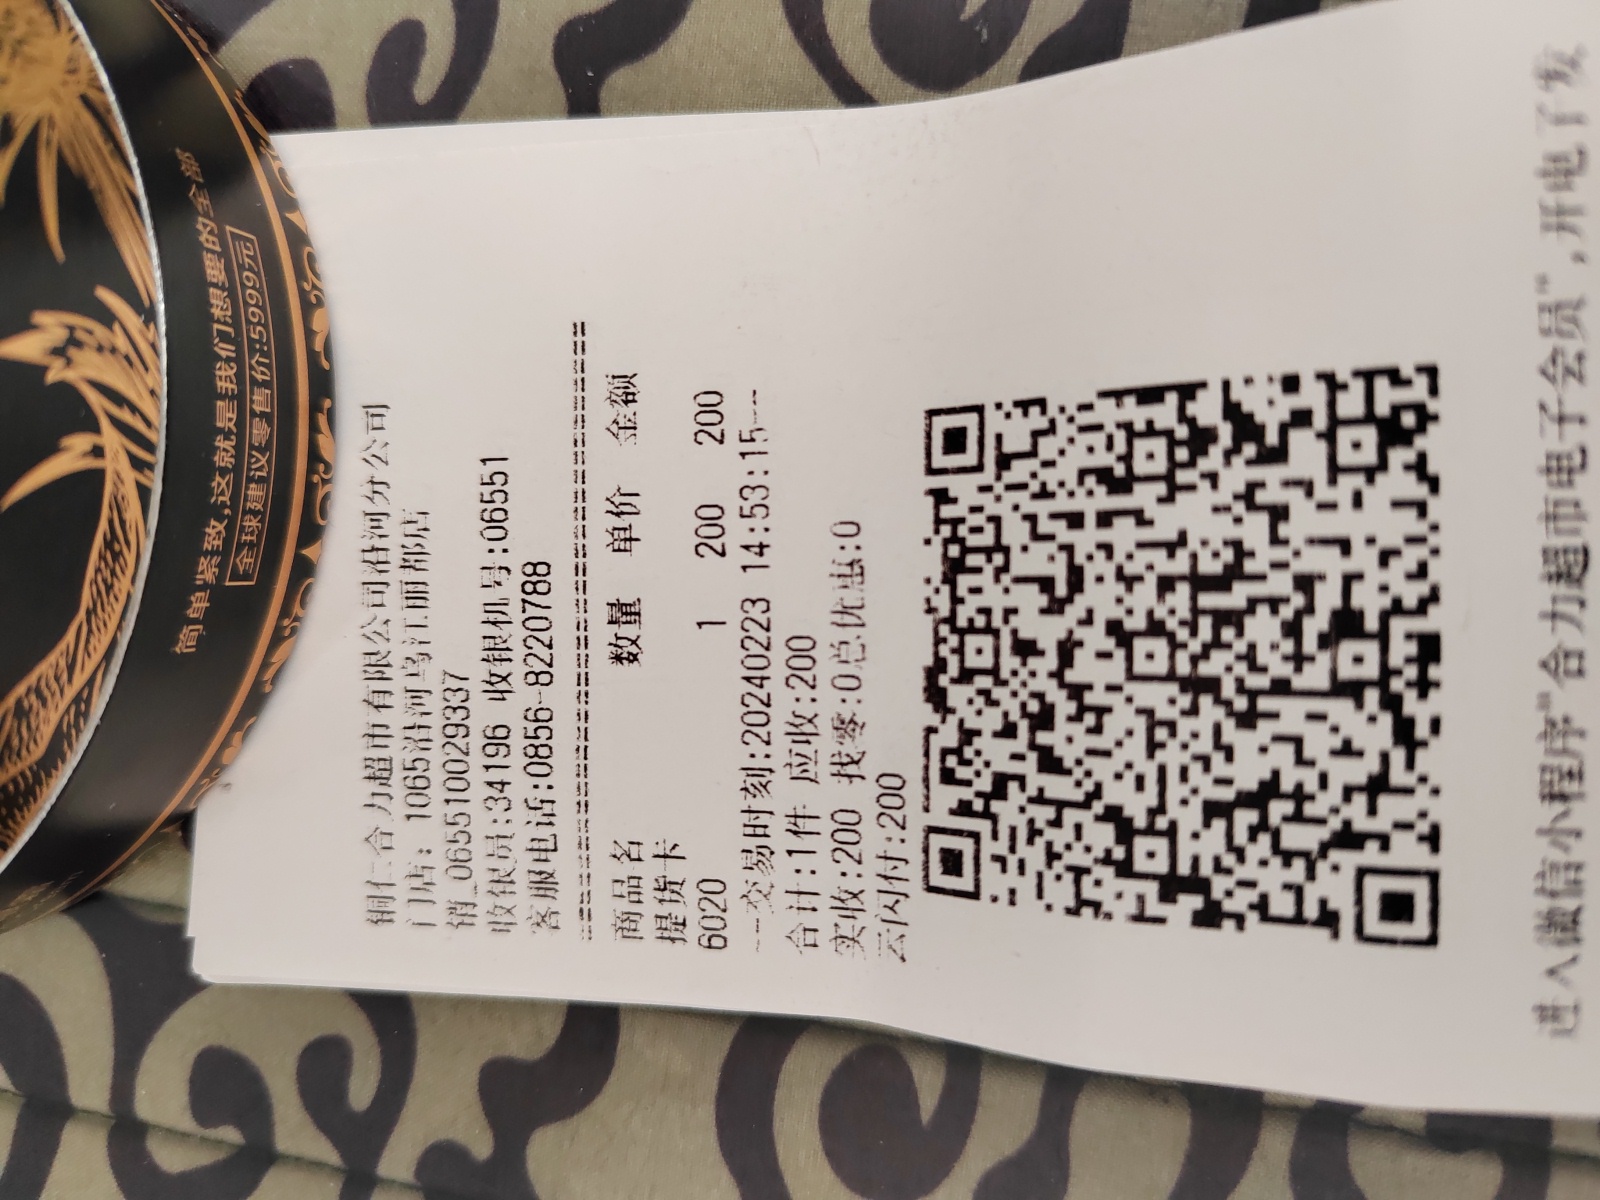 简单紧致,这就是我们想要的全部
全球建议零售价:59999元
铜仁合力超市有限公司沿河分公司
门店: 1065沿河乌江丽都店
销_065510029337
收银员:34196 收银机号:06551
客服电话:0856-8220788
商品名 数量 单价 金额
提货卡
6020 1 200 200
--交易时刻:20240223 14:53:15--
合计:1件 应收:200
实收:200 找零:0总优惠:0
云闪付:200
进入微信小程序"合力超市电子会员",开电子发